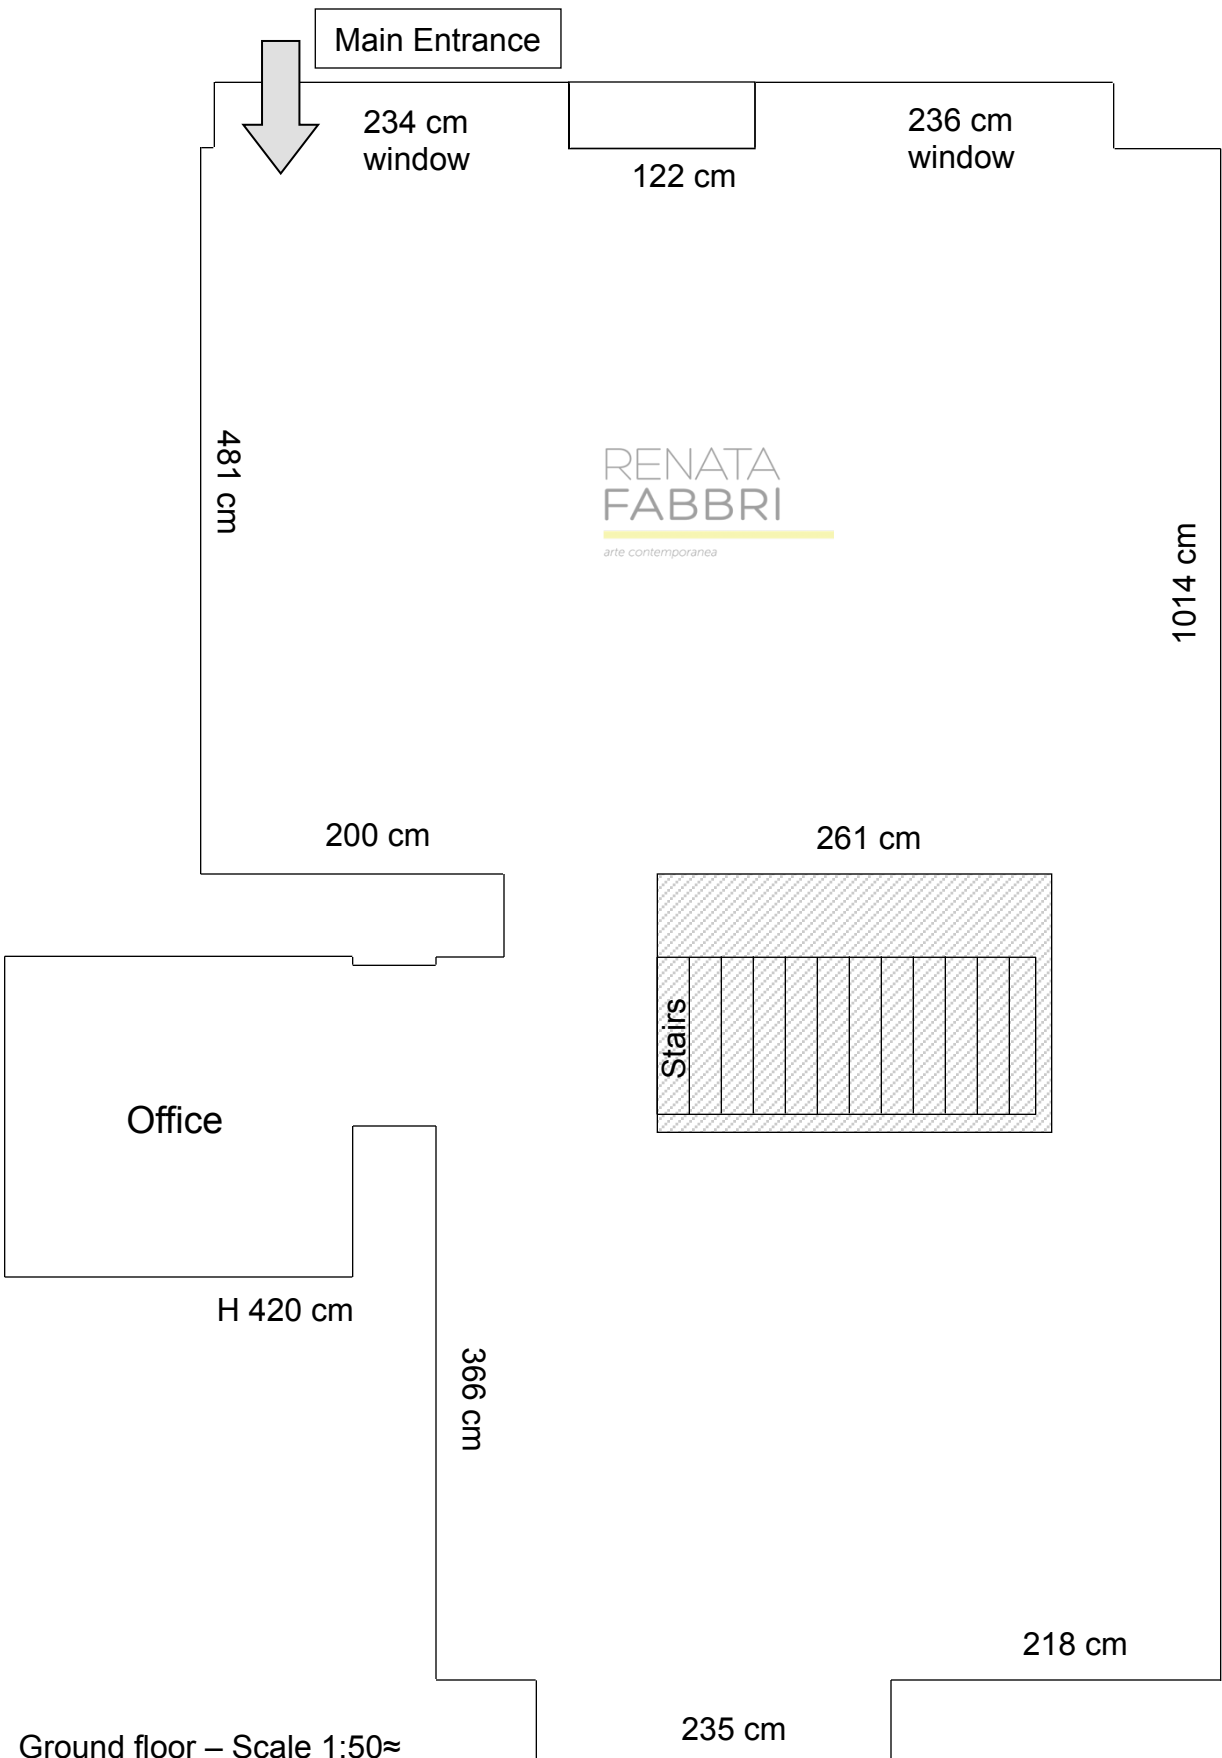 Main Entrance
234 cm
window
122 cm
236 cm
window
481 cm
RENATA
FABBRI
arte contemporanea
1014 cm
200 cm
261 cm
Stairs
Office
H 420 cm
366 cm
218 cm
235 cm
Ground floor – Scale 1:50≈